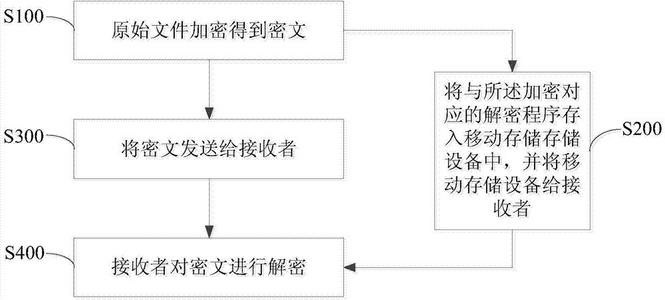 S100
原始文件加密得到密文
S300
将密文发送给接收者
将与所述加密对
应的解密程序存
入移动存储存储
设备中，并将移
动存储设备给接
收者
S200
S400
接收者对密文进行解密